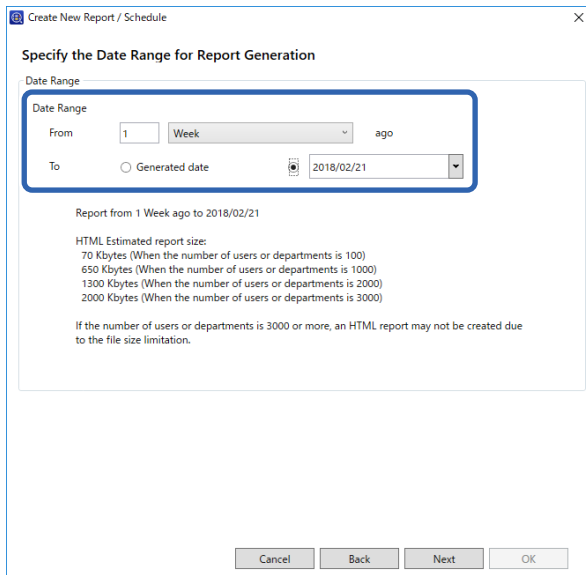 Create New Report / Schedule
Specify the Date Range for Report Generation
Date Range
Date Range
From 1 Week ago
To Generated date 2018/02/21
Report from 1 Week ago to 2018/02/21
HTML Estimated report size:
70 Kbytes (When the number of users or departments is 100)
650 Kbytes (When the number of users or departments is 1000)
1300 Kbytes (When the number of users or departments is 2000)
2000 Kbytes (When the number of users or departments is 3000)
If the number of users or departments is 3000 or more, an HTML report may not be created due
to the file size limitation.
Cancel Back Next OK